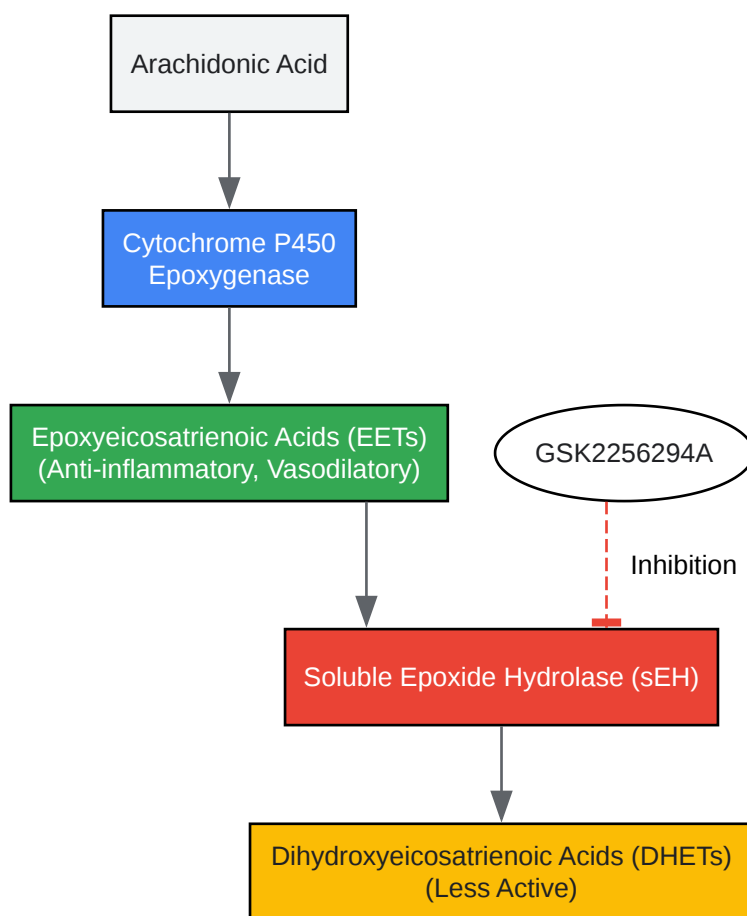 Arachidonic Acid
Cytochrome P450
Epoxygenase
Epoxyeicosatrienoic Acids (EETs)
(Anti-inflammatory, Vasodilatory)
GSK2256294A
Inhibition
Soluble Epoxide Hydrolase (sEH)
Dihydroxyeicosatrienoic Acids (DHETs)
(Less Active)